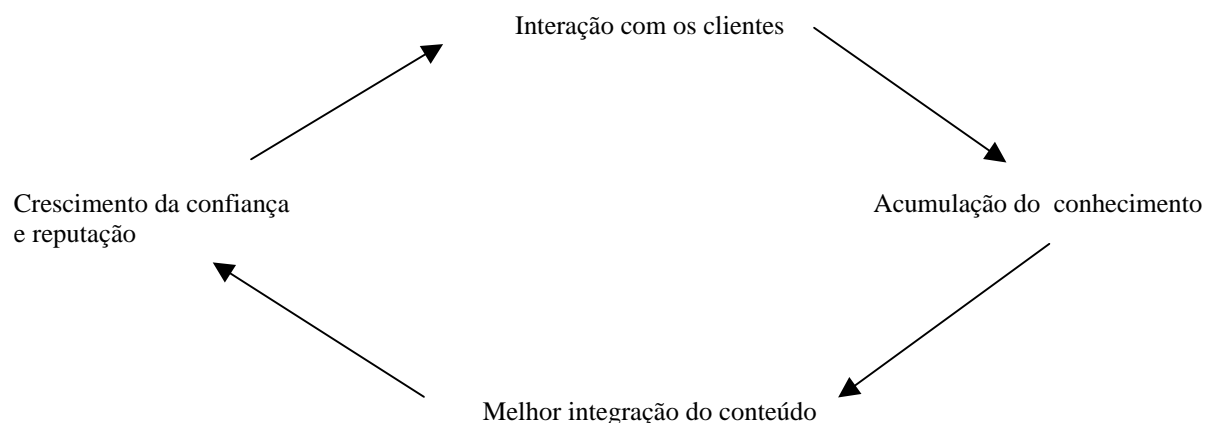 Interação com os clientes
Crescimento da confiança
e reputação
Acumulação do  conhecimento
Melhor integração do conteúdo